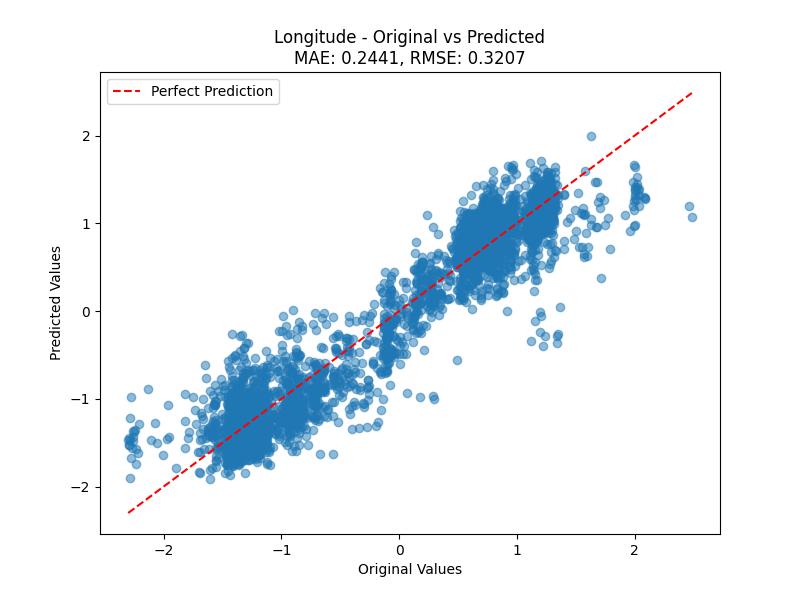 Longitude - Original vs Predicted
MAE: 0.2441, RMSE: 0.3207
Perfect Prediction
2
1
0
−1
−2
Predicted Values
−2
−1
0
1
2
Original Values